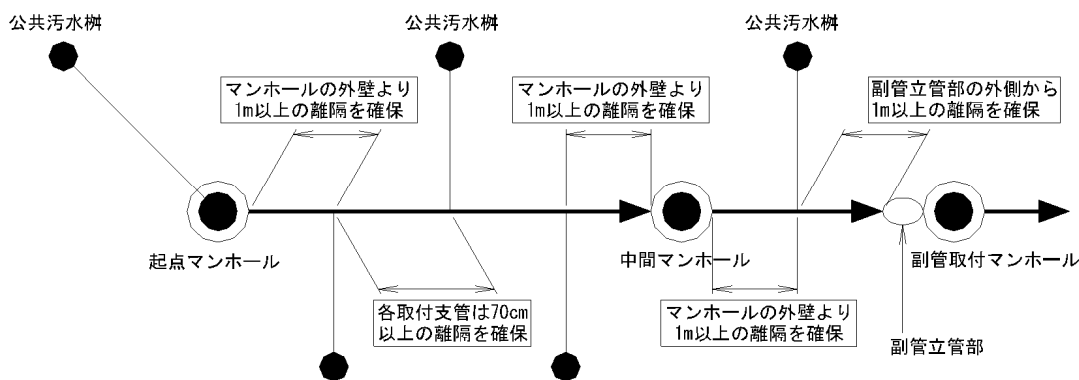 公共汚水桝
公共汚水桝
公共汚水桝
マンホールの外壁より
1m以上の離隔を確保
マンホールの外壁より
1m以上の離隔を確保
副管立管部の外側から
1m以上の離隔を確保
起点マンホール
中間マンホール
副管取付マンホール
各取付支管は70cm
以上の離隔を確保
マンホールの外壁より
1m以上の離隔を確保
副管立管部